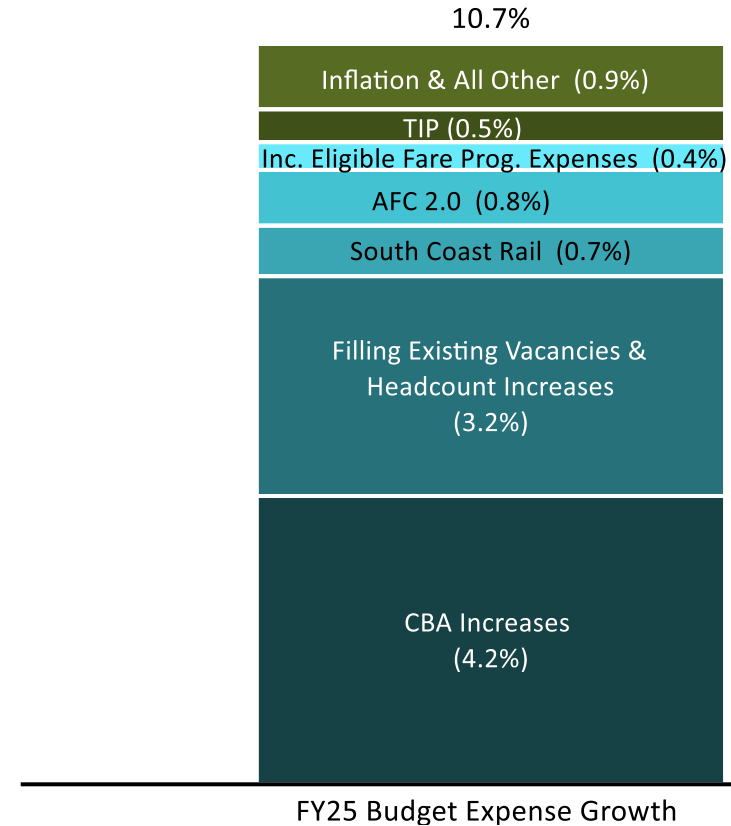 10.7%
Inflation & All Other (0.9%)
TIP (0.5%)
Inc. Eligible Fare Prog. Expenses (0.4%)
AFC 2.0 (0.8%)
South Coast Rail (0.7%)
Filling Existing Vacancies &
Headcount Increases
(3.2%)
CBA Increases
(4.2%)
FY25 Budget Expense Growth